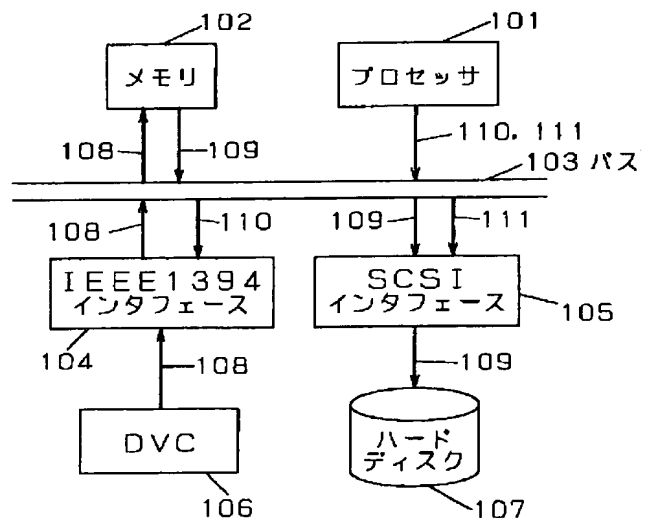 102
101
メモリ
プロセッサ
108
109
110, 111
103 バス
108
110
109
111
IEEE1394
インタフェース
SCSI
インタフェース
104
105
108
109
DVC
ハード
ディスク
106
107